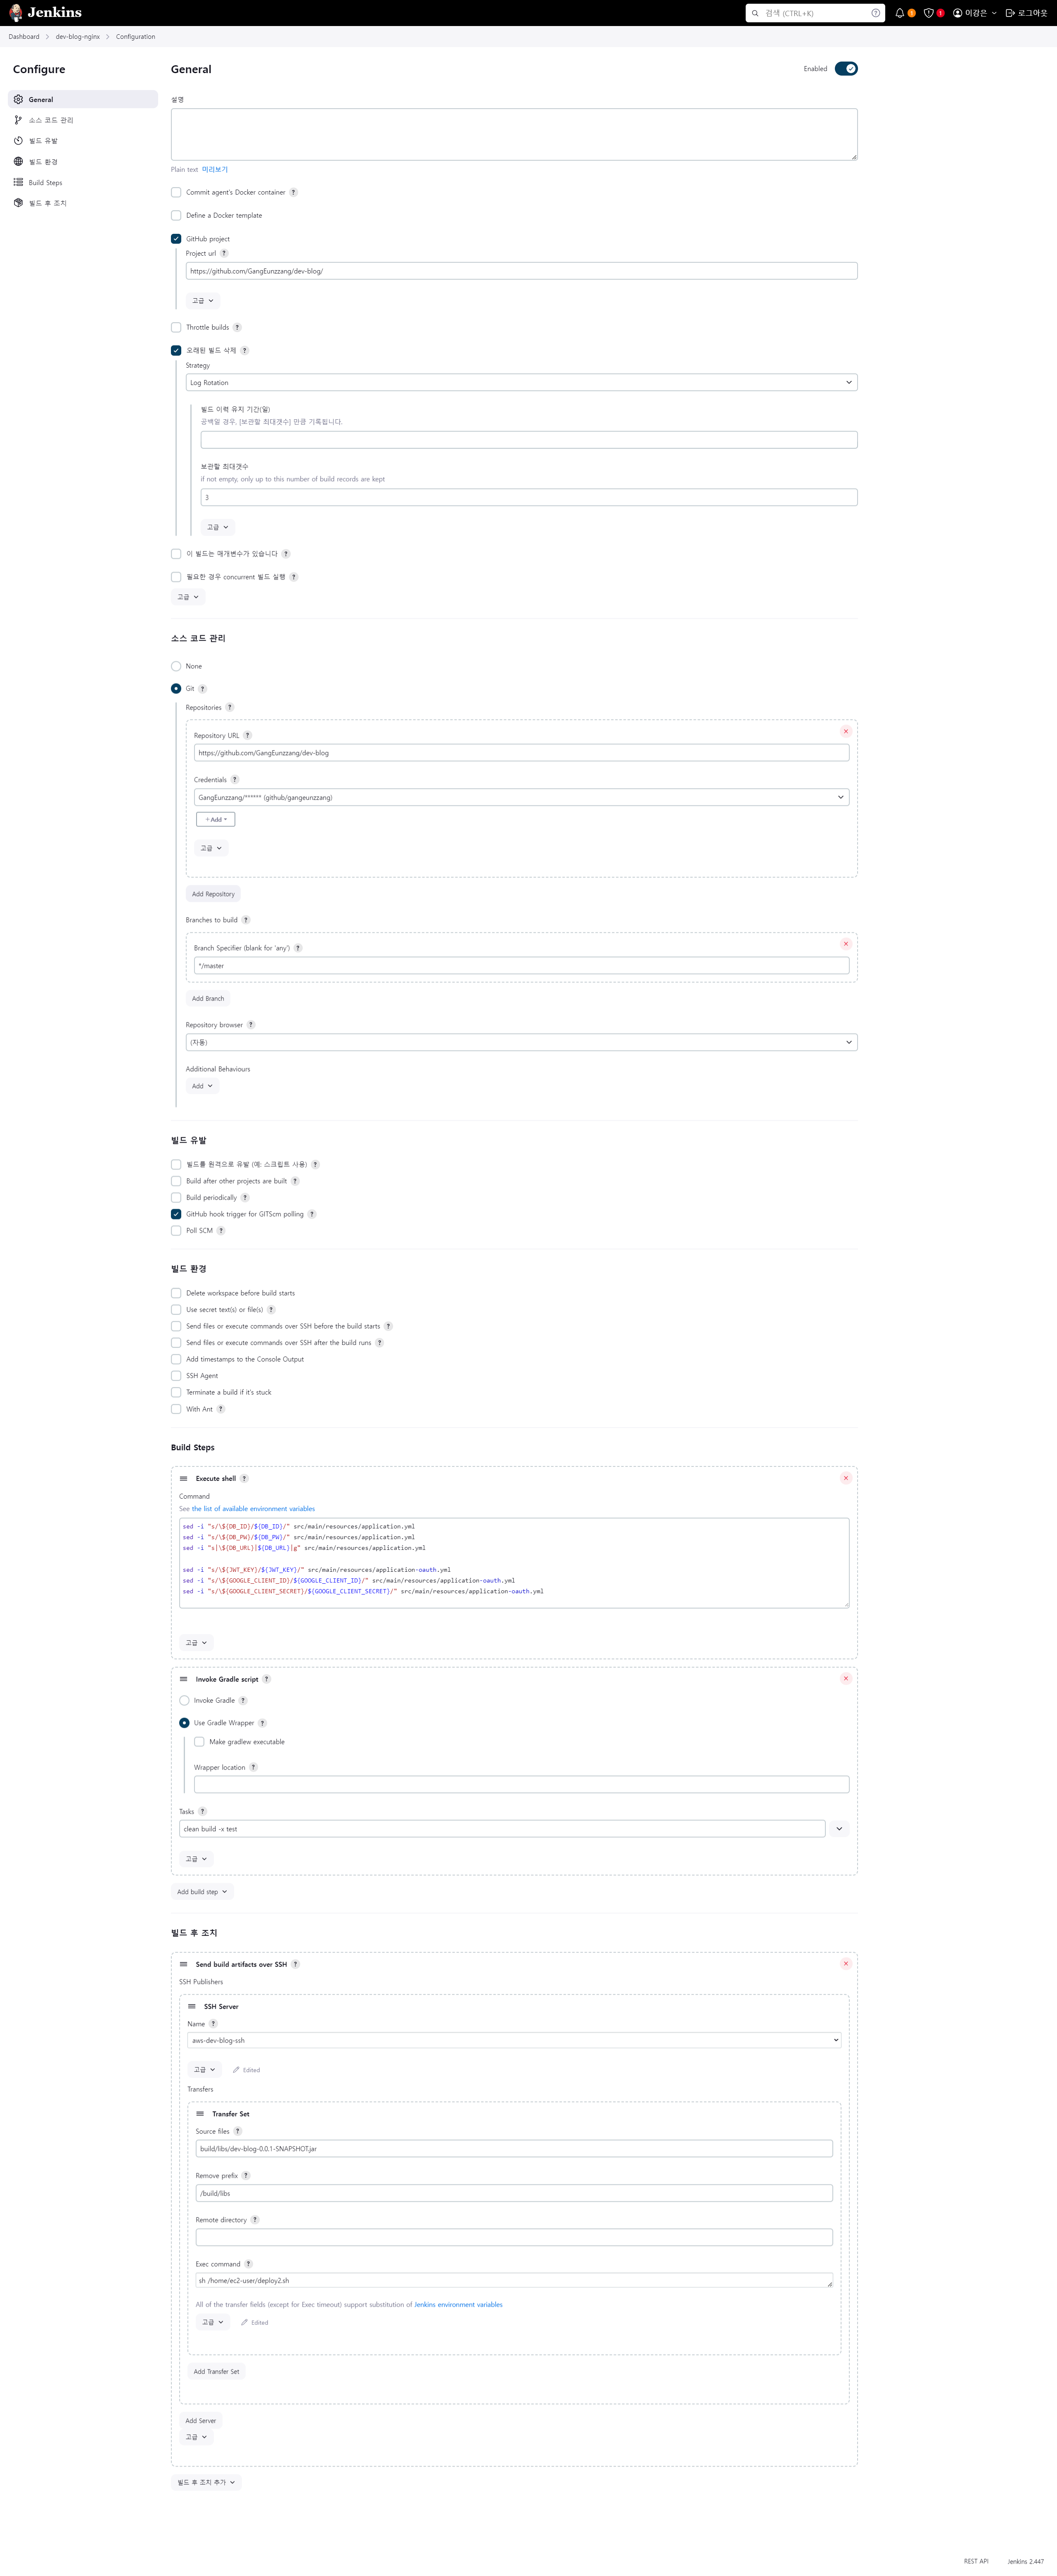 Jenkins
검색 (CTRL+K)
1
1
이강은
로그아웃
Dashboard
dev-blog-nginx
Configuration
Configure
General
소스 코드 관리
빌드 유발
빌드 환경
Build Steps
빌드 후 조치
General
Enabled
설명
Plain text 미리보기
Commit agent's Docker container ?
Define a Docker template
GitHub project
Project url ?
https://github.com/GangEunzzang/dev-blog/
고급
Throttle builds ?
오래된 빌드 삭제 ?
Strategy
Log Rotation
빌드 이력 유지 기간(일)
공백일 경우, [보관할 최대갯수] 만큼 기록됩니다.
보관할 최대갯수
if not empty, only up to this number of build records are kept
3
고급
이 빌드는 매개변수가 있습니다 ?
필요한 경우 concurrent 빌드 실행 ?
고급
소스 코드 관리
None
Git ?
Repositories ?
Repository URL ?
https://github.com/GangEunzzang/dev-blog
Credentials ?
GangEunzzang/****** (github/gangeunzzang)
+ Add
고급
Add Repository
Branches to build ?
Branch Specifier (blank for 'any') ?
*/master
Add Branch
Repository browser ?
(자동)
Additional Behaviours
Add
빌드 유발
빌드를 원격으로 유발 (예: 스크립트 사용) ?
Build after other projects are built ?
Build periodically ?
GitHub hook trigger for GITScm polling ?
Poll SCM ?
빌드 환경
Delete workspace before build starts
Use secret text(s) or file(s) ?
Send files or execute commands over SSH before the build starts ?
Send files or execute commands over SSH after the build runs ?
Add timestamps to the Console Output
SSH Agent
Terminate a build if it's stuck
With Ant ?
Build Steps
Execute shell ?
Command
See the list of available environment variables
sed -i "s/\${DB_ID}/${DB_ID}/" src/main/resources/application.yml
sed -i "s/\${DB_PW}/${DB_PW}/" src/main/resources/application.yml
sed -i "s|\${DB_URL}|${DB_URL}|g" src/main/resources/application.yml
sed -i "s/\${JWT_KEY}/${JWT_KEY}/" src/main/resources/application-oauth.yml
sed -i "s/\${GOOGLE_CLIENT_ID}/${GOOGLE_CLIENT_ID}/" src/main/resources/application-oauth.yml
sed -i "s/\${GOOGLE_CLIENT_SECRET}/${GOOGLE_CLIENT_SECRET}/" src/main/resources/application-oauth.yml
고급
Invoke Gradle script ?
Invoke Gradle ?
Use Gradle Wrapper ?
Make gradlew executable
Wrapper location ?
Tasks ?
clean build -x test
고급
Add build step
빌드 후 조치
Send build artifacts over SSH ?
SSH Publishers
SSH Server
Name ?
aws-dev-blog-ssh
고급
Edited
Transfers
Transfer Set
Source files ?
build/libs/dev-blog-0.0.1-SNAPSHOT.jar
Remove prefix ?
/build/libs
Remote directory ?
Exec command ?
sh /home/ec2-user/deploy2.sh
All of the transfer fields (except for Exec timeout) support substitution of Jenkins environment variables
고급
Edited
Add Transfer Set
Add Server
고급
빌드 후 조치 추가
REST API
Jenkins 2.447